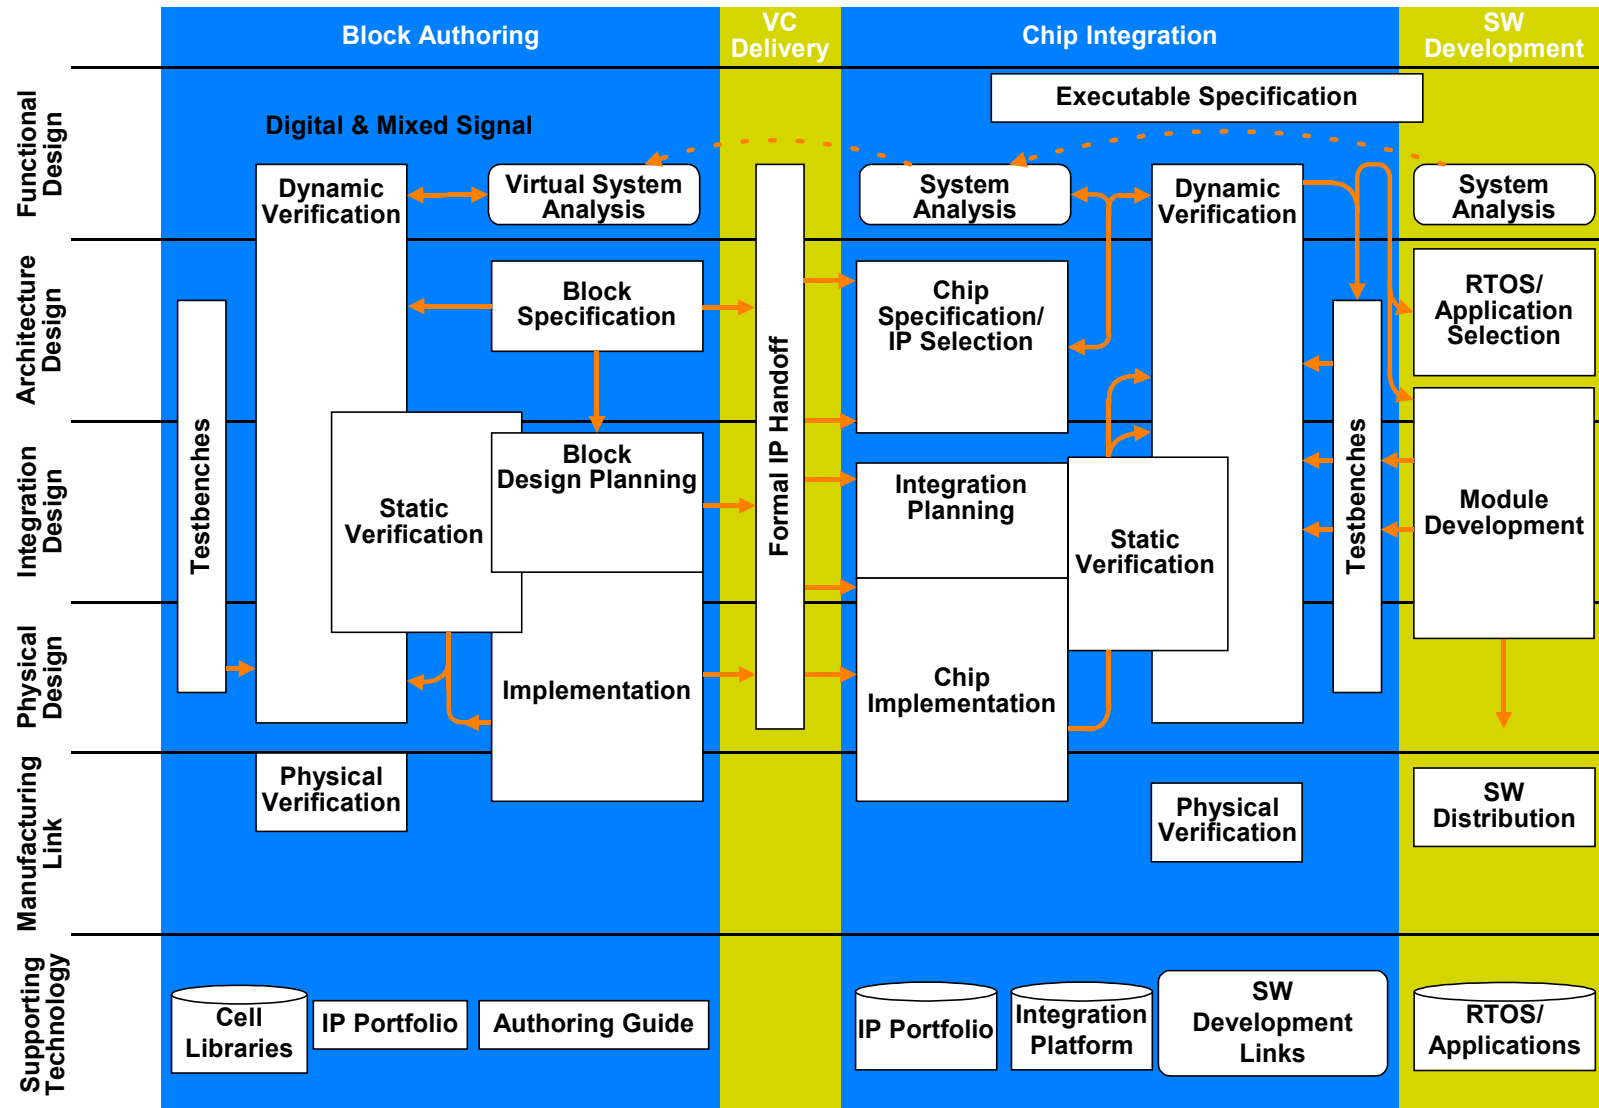 Block Authoring
VC
Delivery
Chip Integration
SW
Development
Functional
Design
Executable Specification
Digital & Mixed Signal
Dynamic
Verification
Virtual System
Analysis
System
Analysis
Dynamic
Verification
System
Analysis
Architecture
Design
Block
Specification
Chip
Specification/
IP Selection
RTOS/
Application
Selection
Testbenches
Formal IP Handoff
Testbenches
Integration
Design
Static
Verification
Block
Design Planning
Integration
Planning
Static
Verification
Module
Development
Physical
Design
Implementation
Chip
Implementation
Manufacturing
Link
Physical
Verification
Physical
Verification
SW
Distribution
Supporting
Technology
Cell
Libraries
IP Portfolio
Authoring Guide
IP Portfolio
Integration
Platform
SW
Development
Links
RTOS/
Applications